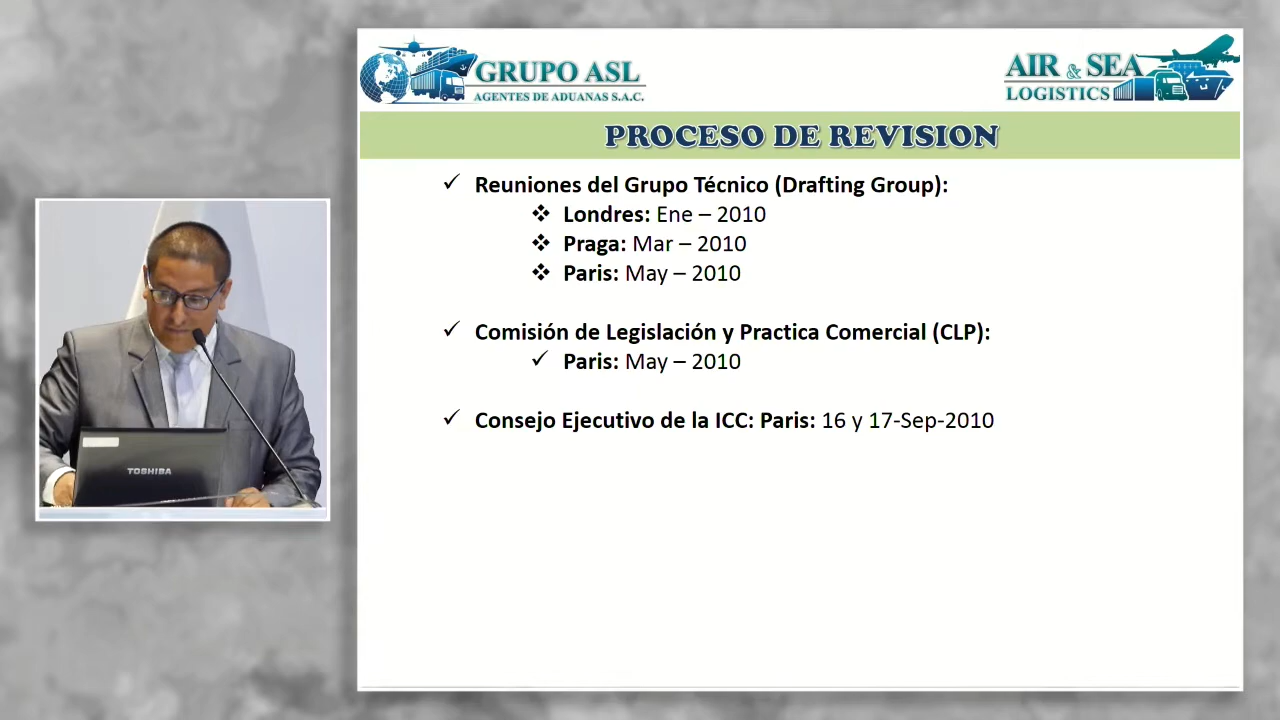 GRUPO ASL
AGENTES DE ADUANAS S.A.C.
AIR & SEA
LOGISTICS
PROCESO DE REVISION
Reuniones del Grupo Técnico (Drafting Group):
Londres: Ene – 2010
Praga: Mar – 2010
Paris: May – 2010
Comisión de Legislación y Practica Comercial (CLP):
Paris: May – 2010
Consejo Ejecutivo de la ICC: Paris: 16 y 17-Sep-2010
TOSHIBA